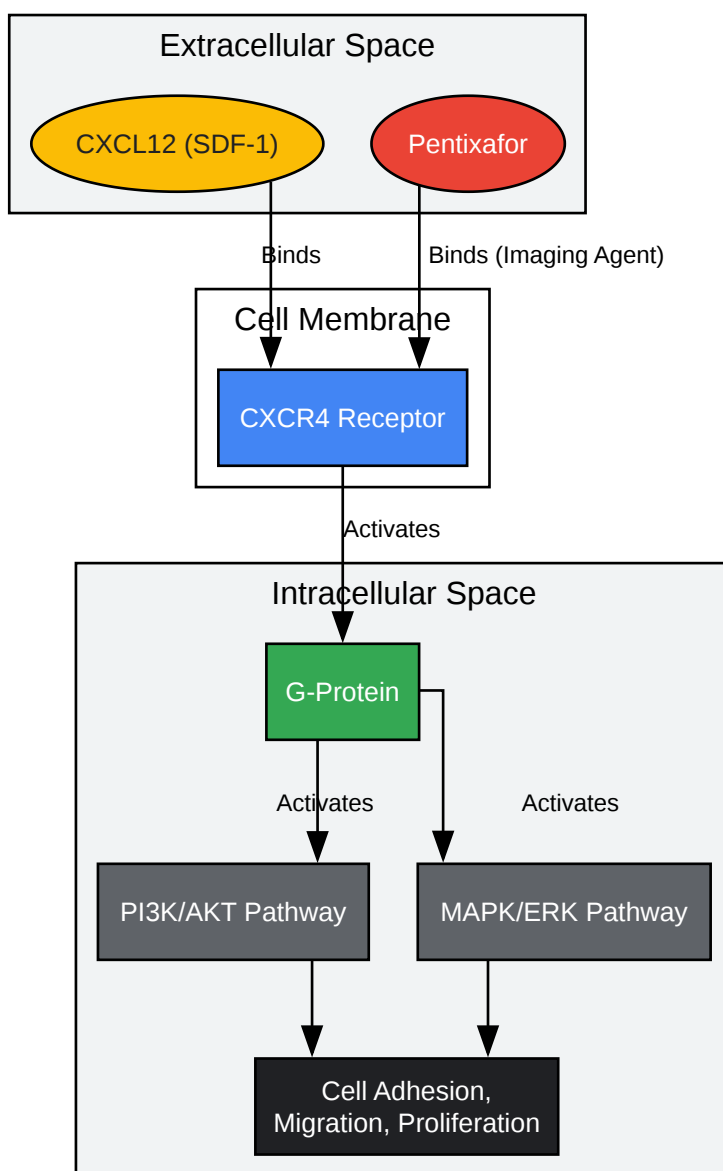 Extracellular Space
CXCL12 (SDF-1)
Pentixafor
Binds
Binds (Imaging Agent)
Cell Membrane
CXCR4 Receptor
Activates
Intracellular Space
G-Protein
Activates
Activates
PI3K/AKT Pathway
MAPK/ERK Pathway
Cell Adhesion,
Migration, Proliferation